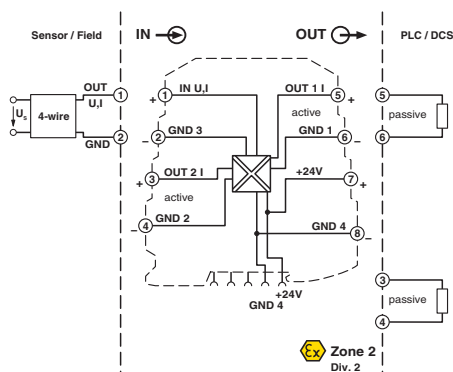 Sensor / Field
IN
OUT
PLC / DCS
OUT
U,I
1
+
1
IN U,I
OUT 1 I
5
+
active
5
passive
6
Us
4-wire
GND
2
−
2
GND 3
GND 1
6
−
+
3
OUT 2 I
active
+24V
7
+
−
4
GND 2
GND 4
8
−
+24V
GND 4
3
passive
4
Ex
Zone 2
Div. 2